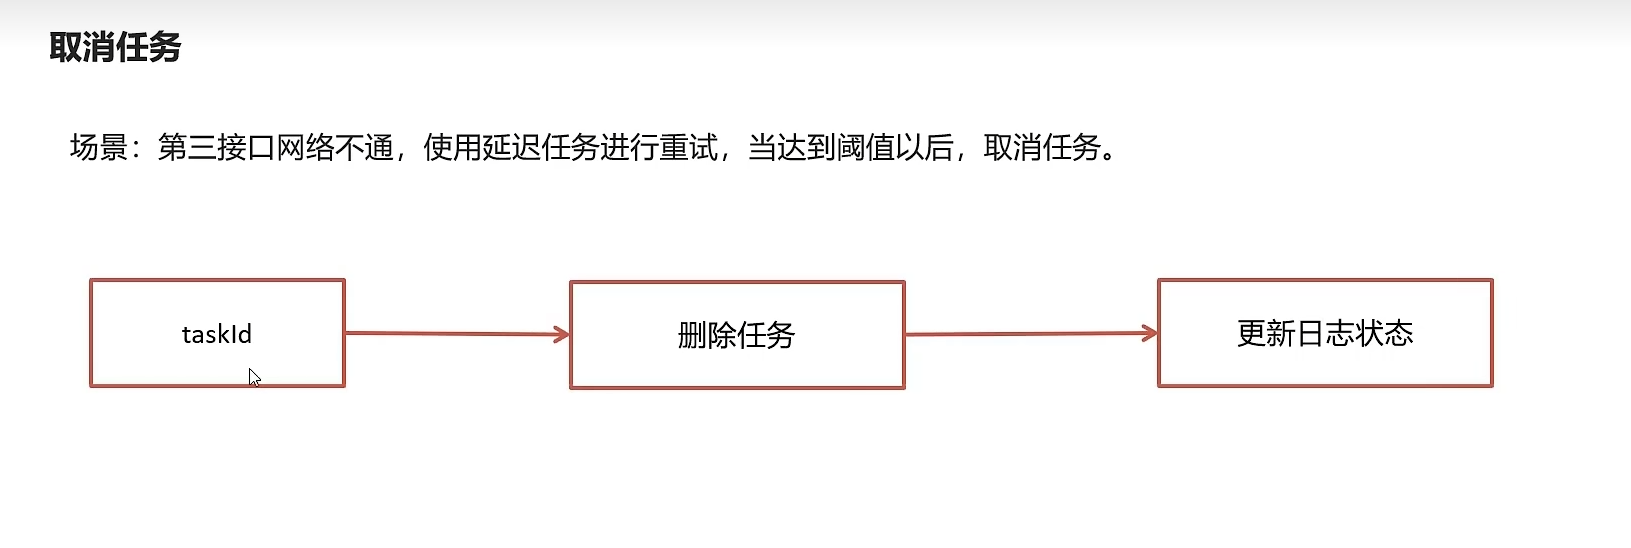 取消任务
场景：第三接口网络不通，使用延迟任务进行重试，当达到阈值以后，取消任务。
taskId
删除任务
更新日志状态